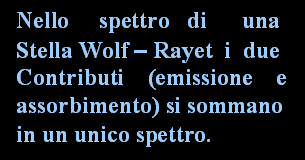 Nello spettro di una
Stella Wolf – Rayet i due
Contributi (emissione e
assorbimento) si sommano
in un unico spettro.